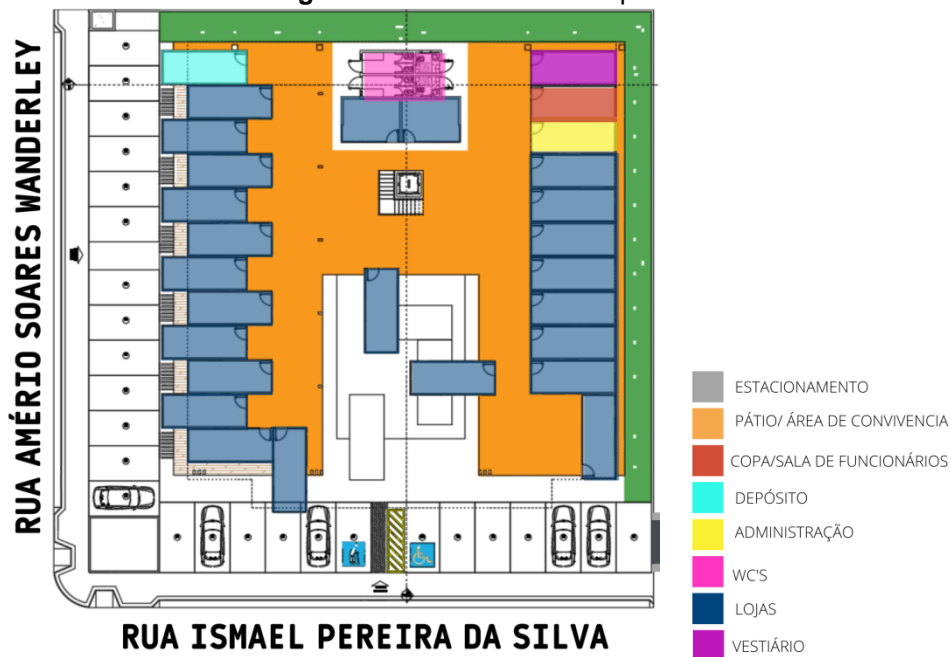 RUA AMÉRIO SOARES WANDERLEY
RUA ISMAEL PEREIRA DA SILVA
ESTACIONAMENTO
PÁTIO/ ÁREA DE CONVIVENCIA
COPA/SALA DE FUNCIONÁRIOS
DEPÓSITO
ADMINISTRAÇÃO
WC'S
LOJAS
VESTIÁRIO